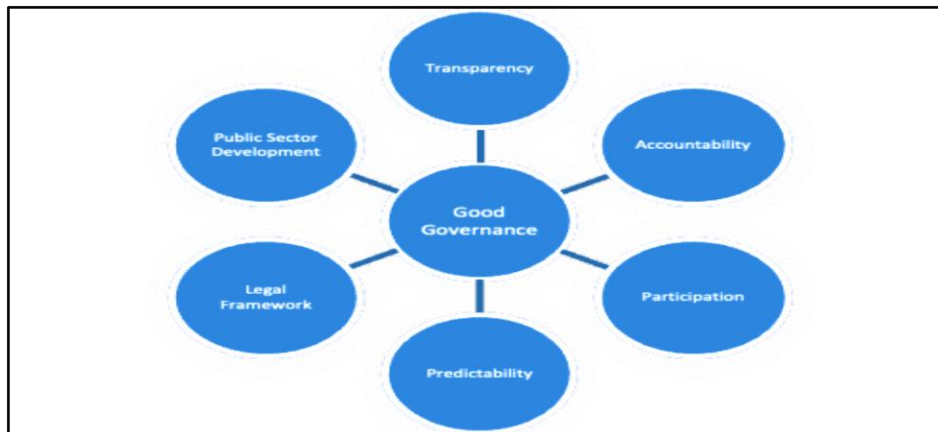 Transparency
Public Sector
Development
Accountability
Good
Governance
Legal
Framework
Participation
Predictability